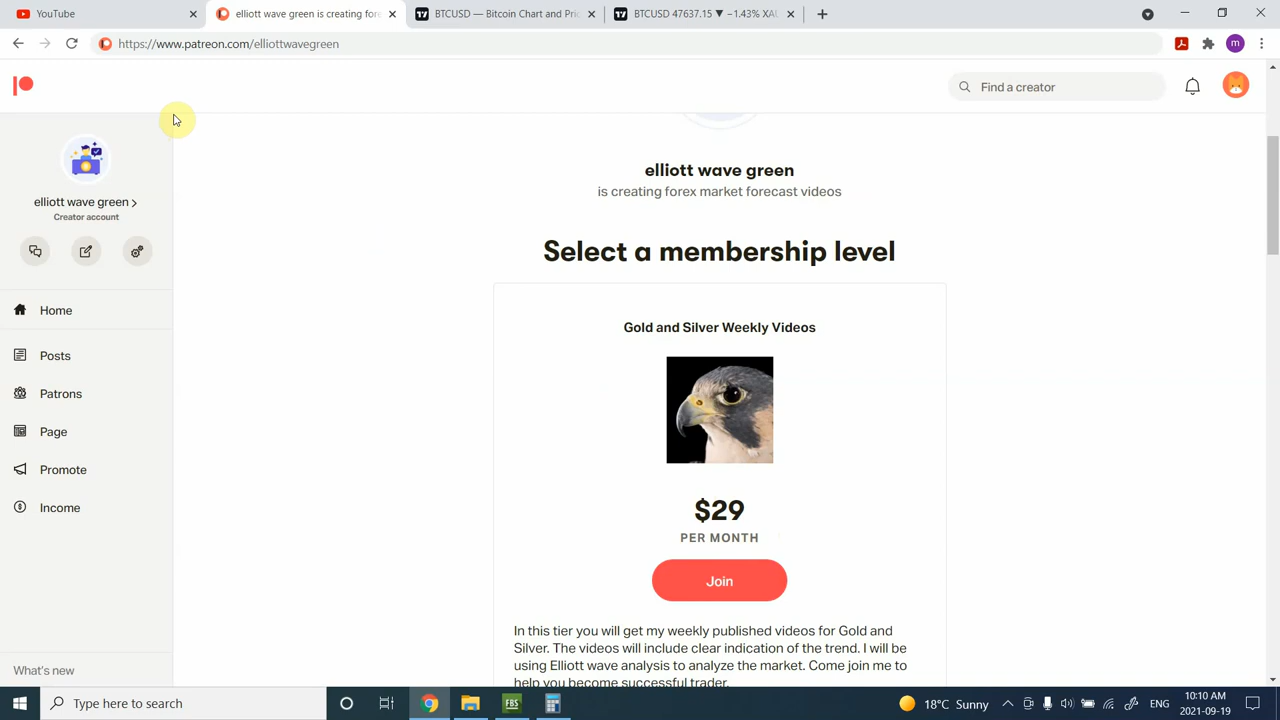 YouTube
elliott wave green is creating fore
BTCUSD — Bitcoin Chart and Pric
BTCUSD 47637.15 ▼ −1.43% XAU
https://www.patreon.com/elliottwavegreen
m
Find a creator
elliott wave green
Creator account
Home
Posts
Patrons
Page
Promote
Income
What's new
elliott wave green
is creating forex market forecast videos
Select a membership level
Gold and Silver Weekly Videos
$29
PER MONTH
Join
In this tier you will get my weekly published videos for Gold and
Silver. The videos will include clear indication of the trend. I will be
using Elliott wave analysis to analyze the market. Come join me to
help you become successful trader.
Type here to search
FBS
18°C Sunny
ENG
10:10 AM
2021-09-19